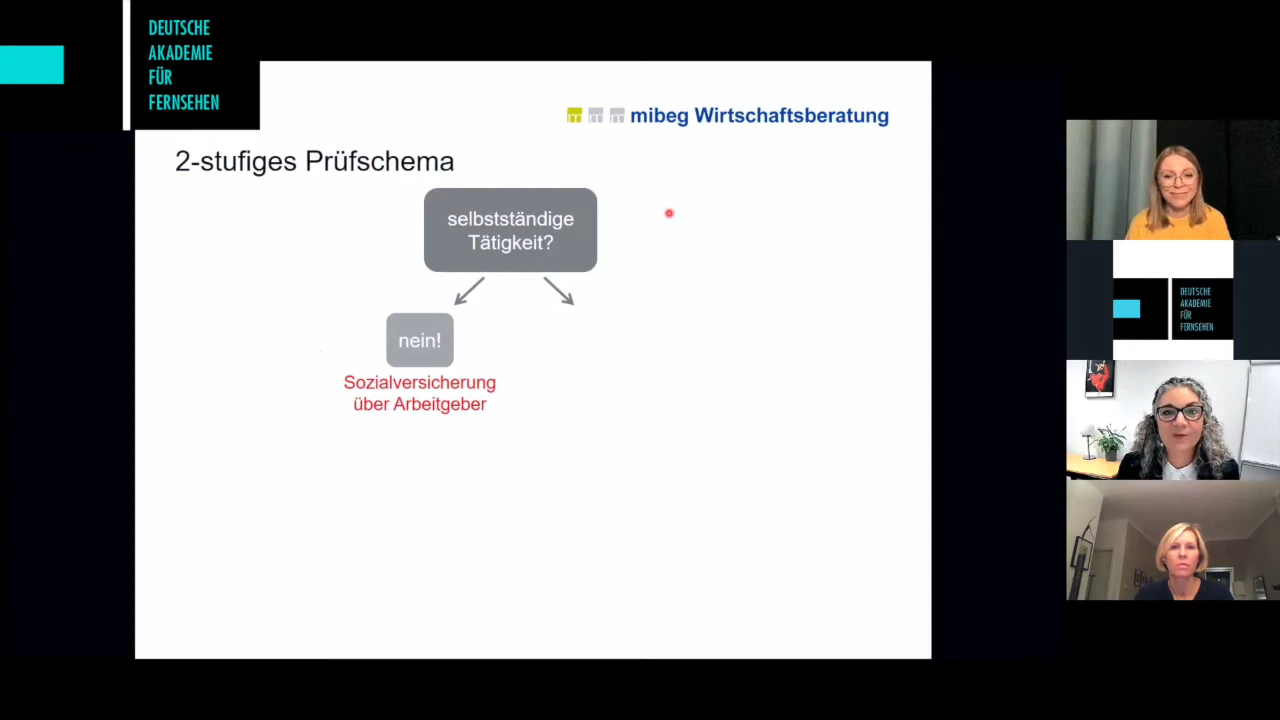 DEUTSCHE
AKADEMIE
FÜR
FERNSEHEN
mibeg Wirtschaftsberatung
2-stufiges Prüfschema
selbstständige
Tätigkeit?
nein!
Sozialversicherung
über Arbeitgeber
DEUTSCHE
AKADEMIE
FÜR
FERNSEHEN